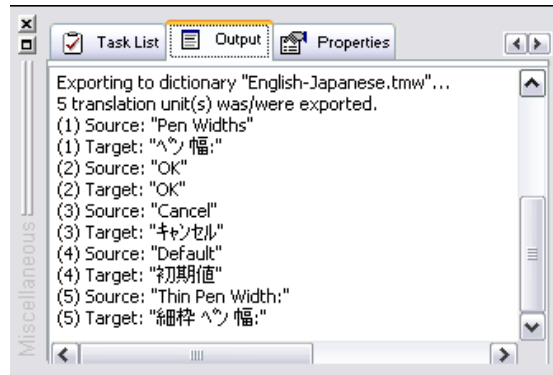 Task List
Output
Properties
Exporting to dictionary "English-Japanese.tmw"...
5 translation unit(s) was/were exported.
(1) Source: "Pen Widths"
(1) Target: "ﾍﾟﾝ 幅:"
(2) Source: "OK"
(2) Target: "OK"
(3) Source: "Cancel"
(3) Target: "ｷｬﾝｾﾙ"
(4) Source: "Default"
(4) Target: "初期値"
(5) Source: "Thin Pen Width:"
(5) Target: "細枠 ﾍﾟﾝ 幅:"
Miscellaneous